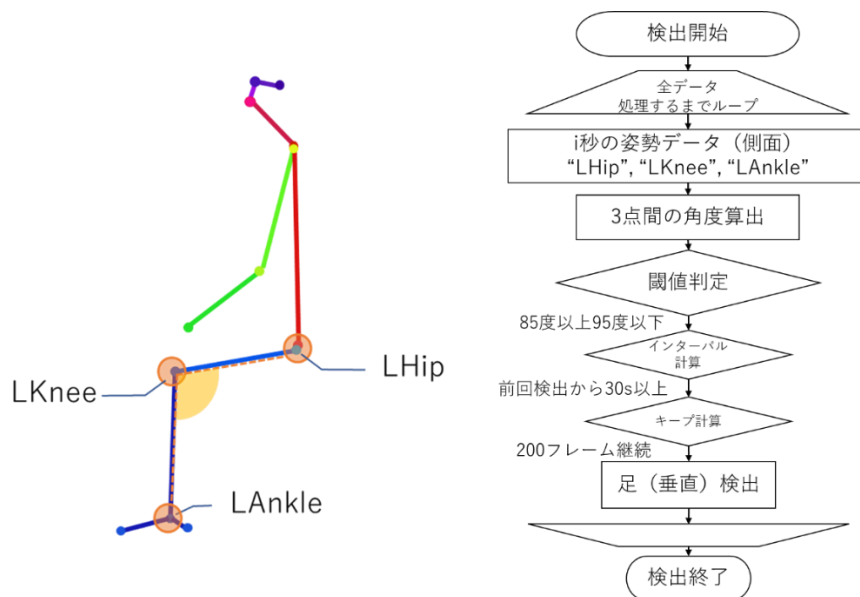 LKnee
LHip
LAnkle
検出開始
全データ
処理するまでループ
i秒の姿勢データ（側面）
“LHip”, “LKnee”, “LAnkle”
3点間の角度算出
閾値判定
85度以上95度以下
インターバル
計算
前回検出から30s以上
キープ計算
200フレーム継続
足（垂直）検出
検出終了